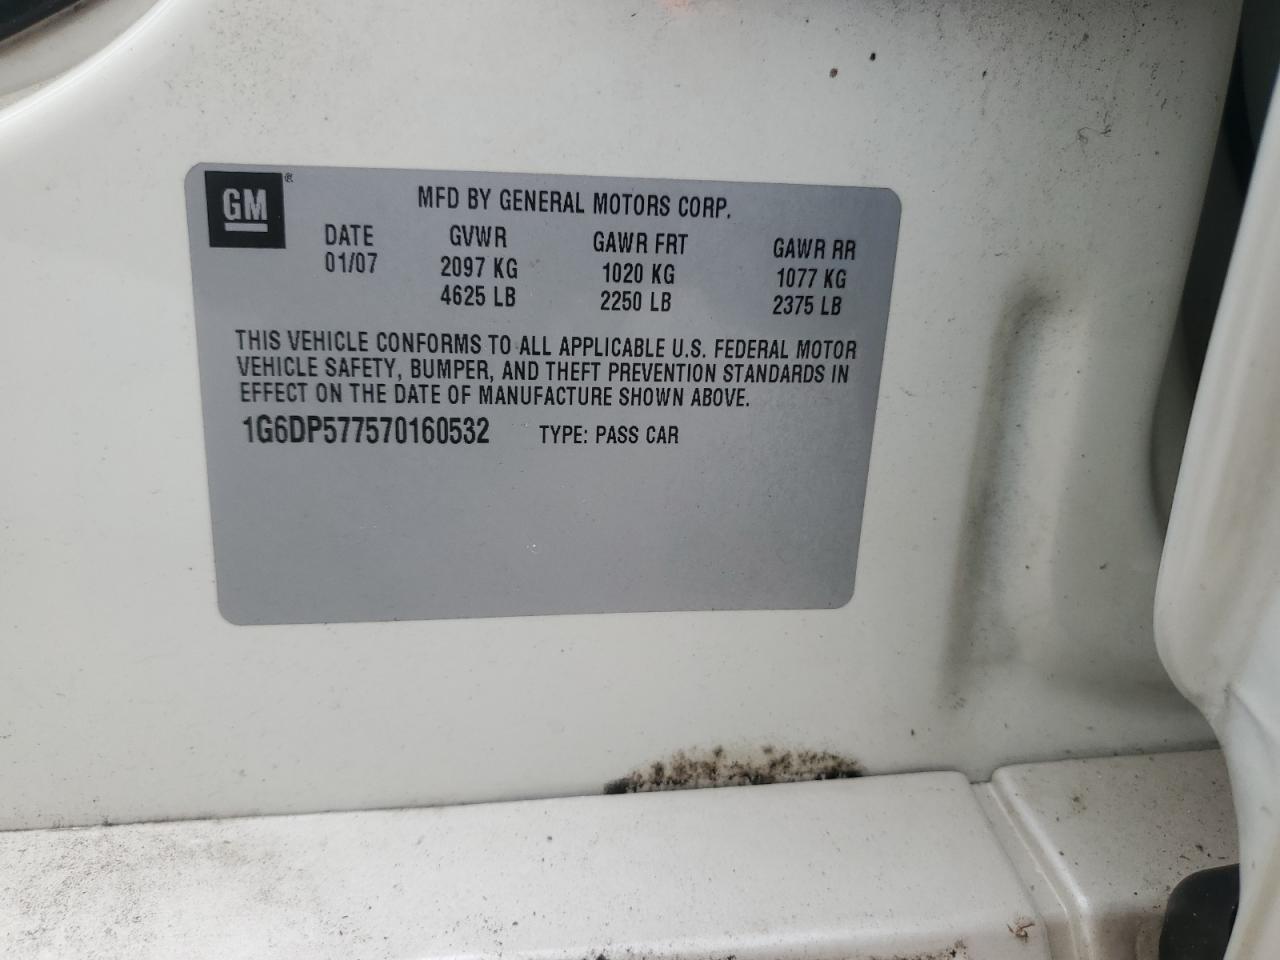 GM®
MFD BY GENERAL MOTORS CORP.
DATE GVWR GAWR FRT GAWR RR
01/07 2097 KG 1020 KG 1077 KG
4625 LB 2250 LB 2375 LB
THIS VEHICLE CONFORMS TO ALL APPLICABLE U.S. FEDERAL MOTOR
VEHICLE SAFETY, BUMPER, AND THEFT PREVENTION STANDARDS IN
EFFECT ON THE DATE OF MANUFACTURE SHOWN ABOVE.
1G6DP577570160532 TYPE: PASS CAR